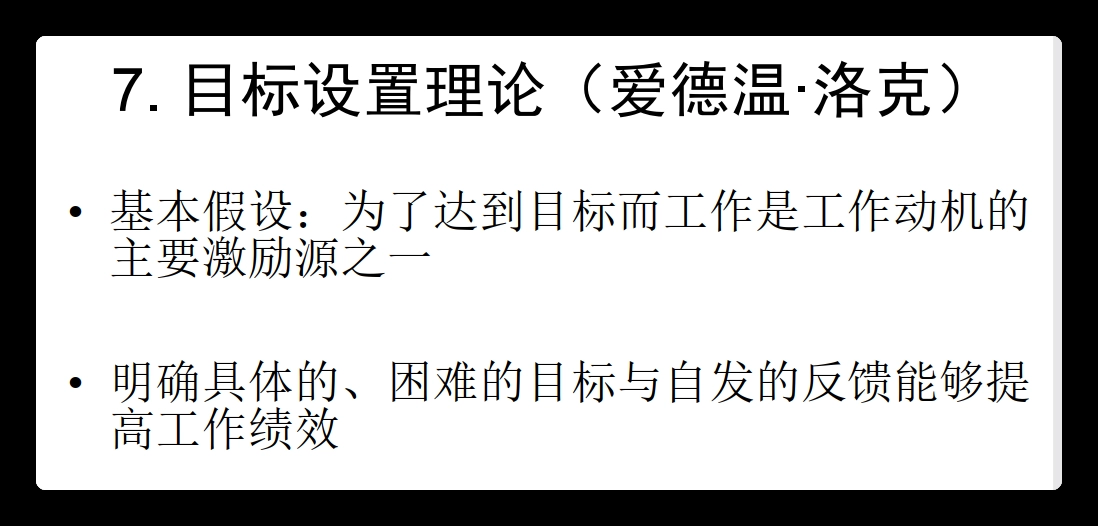 7. 目标设置理论（爱德温·洛克）
• 基本假设：为了达到目标而工作是工作动机的
主要激励源之一
• 明确具体的、困难的目标与自发的反馈能够提
高工作绩效